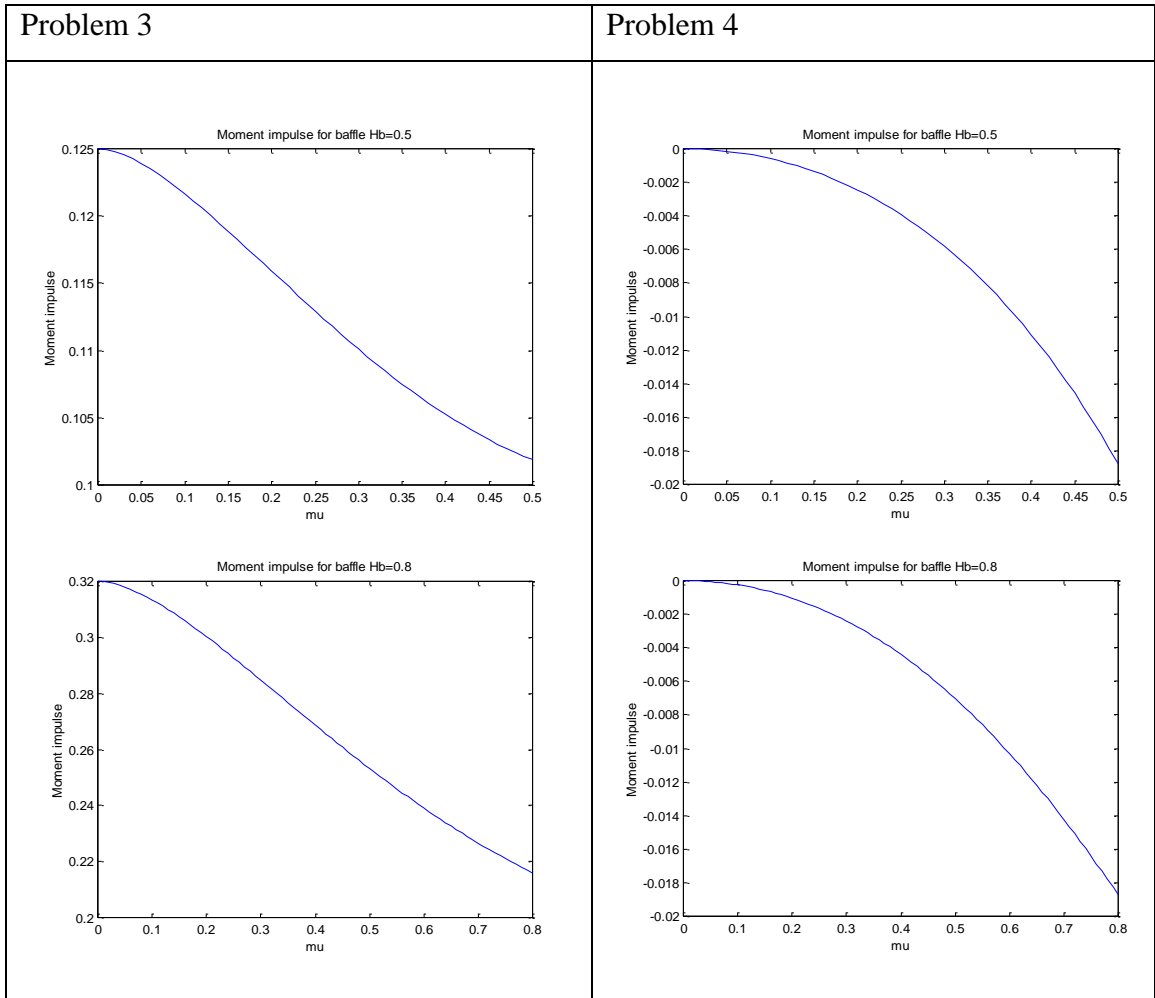 Problem 3
Problem 4
Moment impulse for baffle Hb=0.5
0.125
0.12
0.115
0.11
0.105
0.1
Moment impulse
0 0.05 0.1 0.15 0.2 0.25 0.3 0.35 0.4 0.45 0.5
mu
Moment impulse for baffle Hb=0.5
0
-0.002
-0.004
-0.006
-0.008
-0.01
-0.012
-0.014
-0.016
-0.018
-0.02
Moment impulse
0 0.05 0.1 0.15 0.2 0.25 0.3 0.35 0.4 0.45 0.5
mu
Moment impulse for baffle Hb=0.8
0.32
0.3
0.28
0.26
0.24
0.22
0.2
Moment impulse
0 0.1 0.2 0.3 0.4 0.5 0.6 0.7 0.8
mu
Moment impulse for baffle Hb=0.8
0
-0.002
-0.004
-0.006
-0.008
-0.01
-0.012
-0.014
-0.016
-0.018
-0.02
Moment impulse
0 0.1 0.2 0.3 0.4 0.5 0.6 0.7 0.8
mu